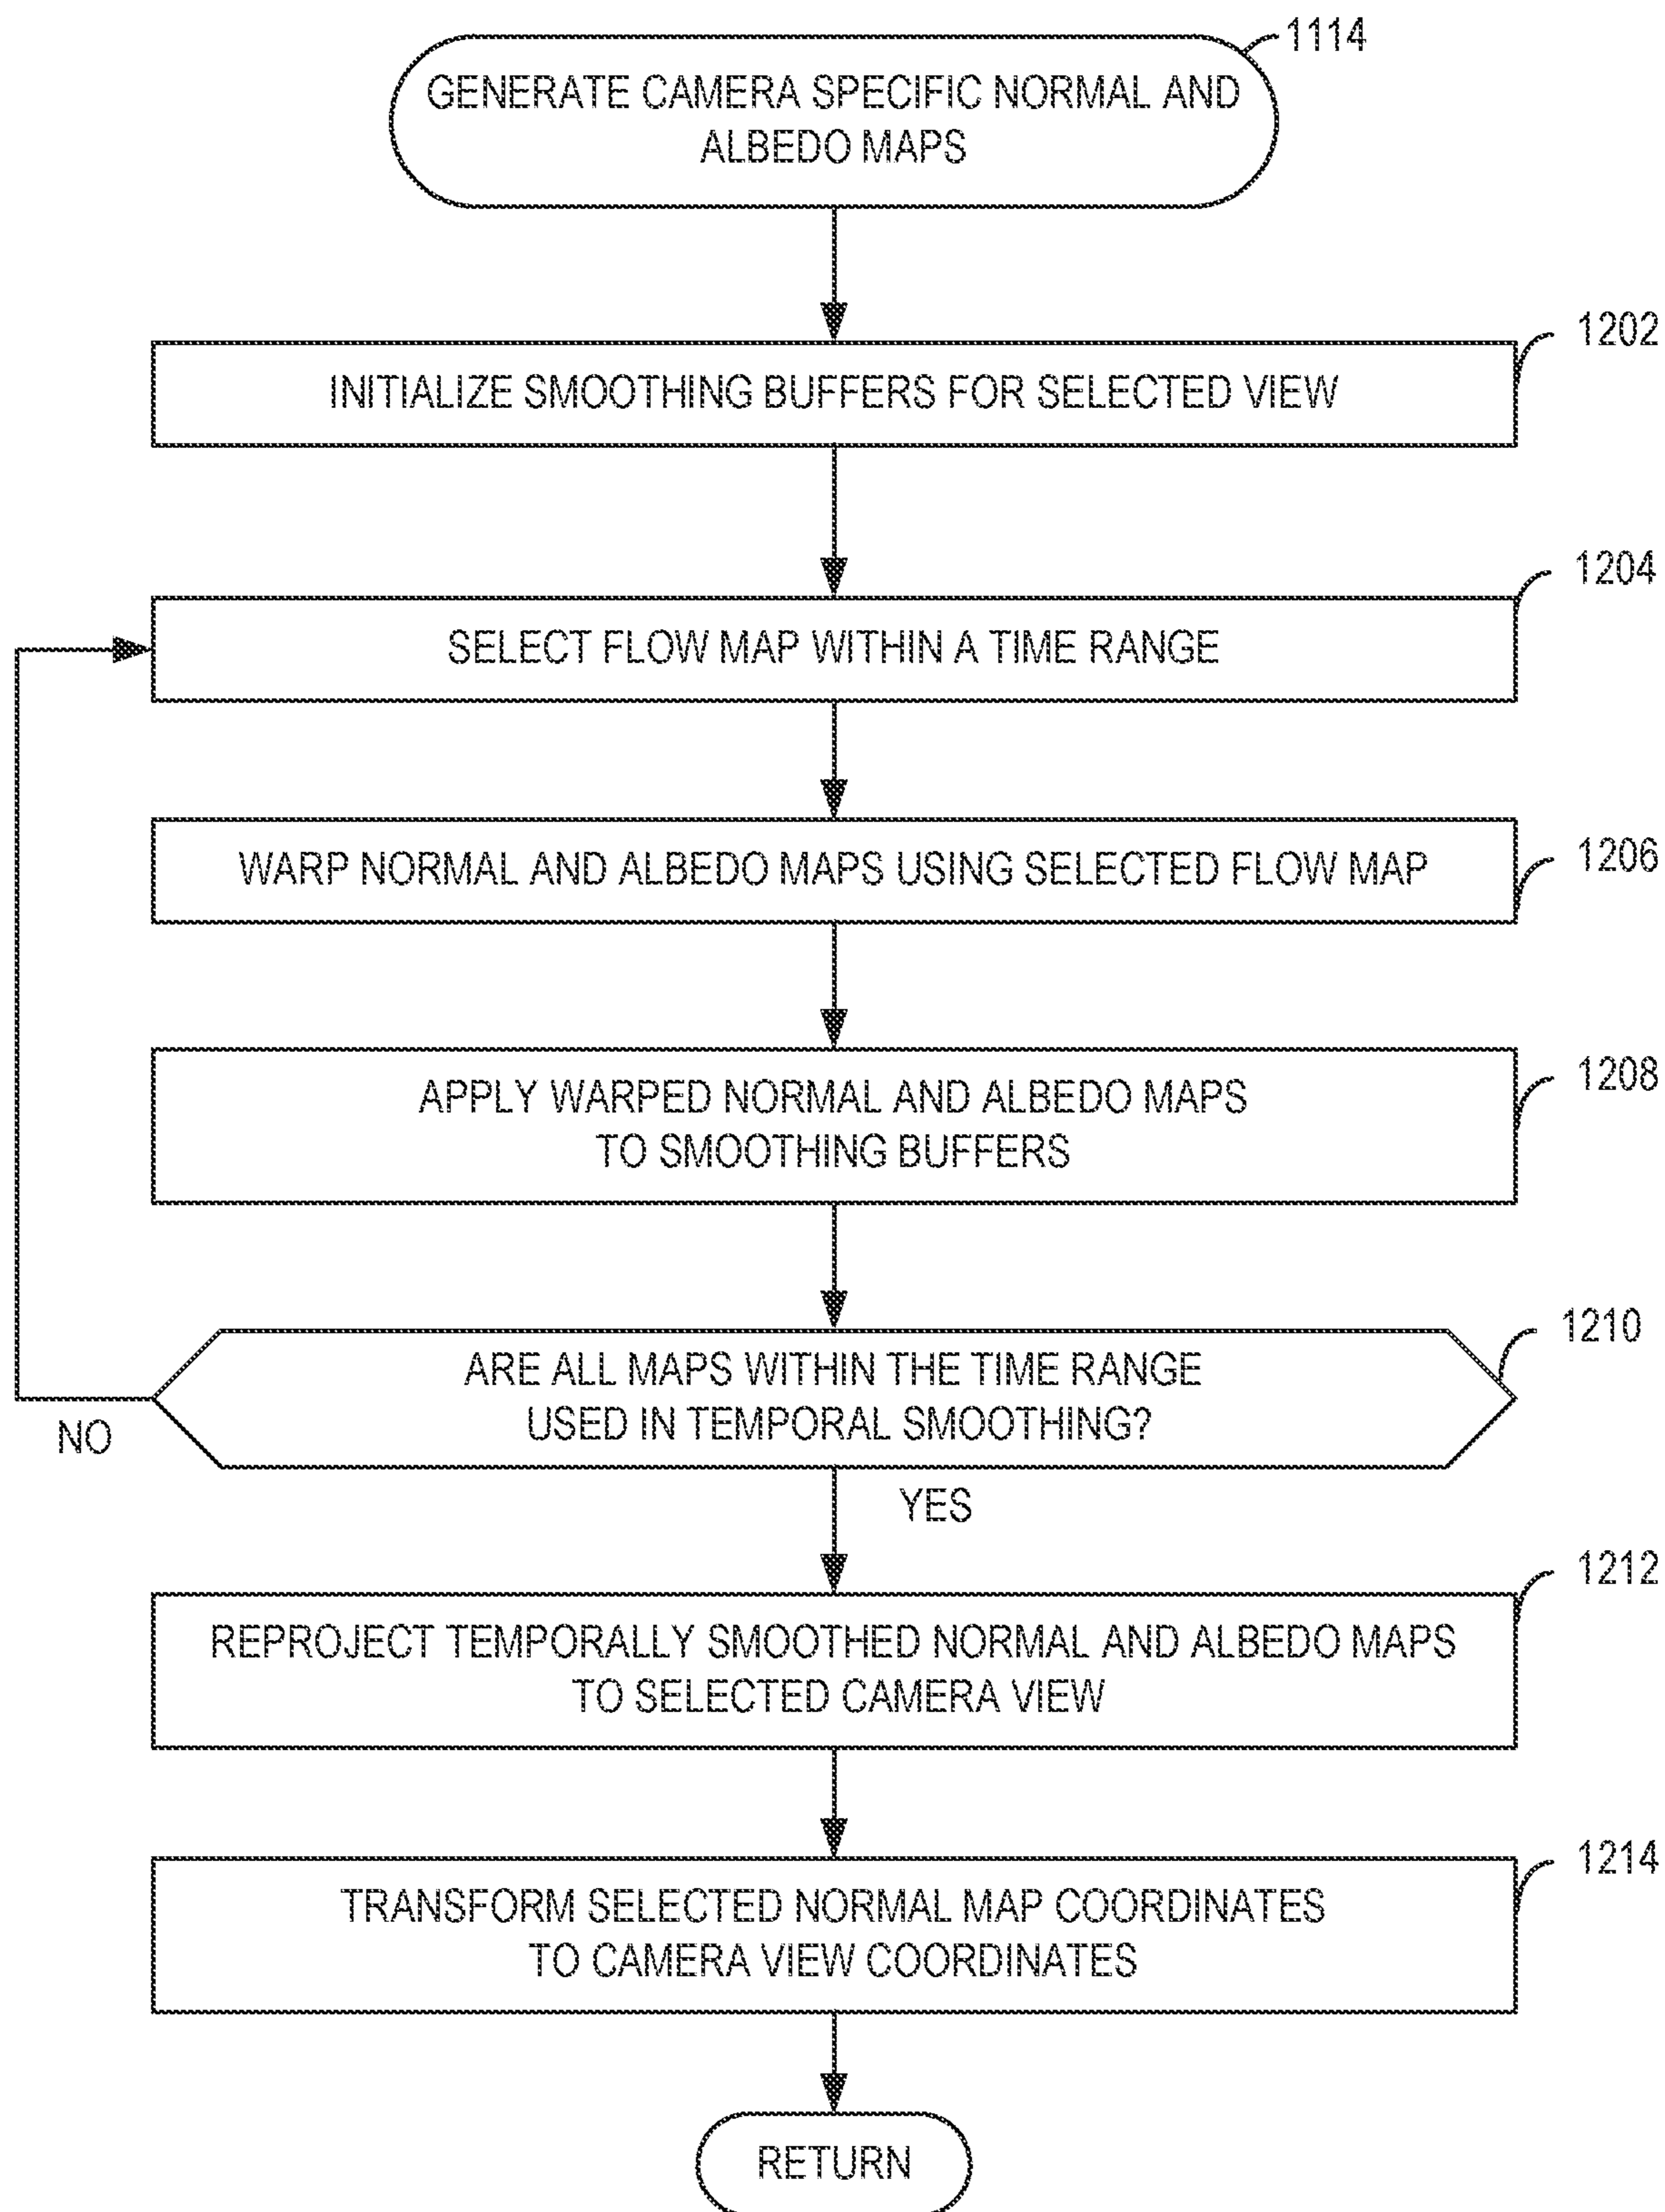 1114
GENERATE CAMERA SPECIFIC NORMAL AND
ALBEDO MAPS
1202
INITIALIZE SMOOTHING BUFFERS FOR SELECTED VIEW
1204
SELECT FLOW MAP WITHIN A TIME RANGE
1206
WARP NORMAL AND ALBEDO MAPS USING SELECTED FLOW MAP
1208
APPLY WARPED NORMAL AND ALBEDO MAPS
TO SMOOTHING BUFFERS
1210
ARE ALL MAPS WITHIN THE TIME RANGE
USED IN TEMPORAL SMOOTHING?
NO
YES
1212
REPROJECT TEMPORALLY SMOOTHED NORMAL AND ALBEDO MAPS
TO SELECTED CAMERA VIEW
1214
TRANSFORM SELECTED NORMAL MAP COORDINATES
TO CAMERA VIEW COORDINATES
RETURN